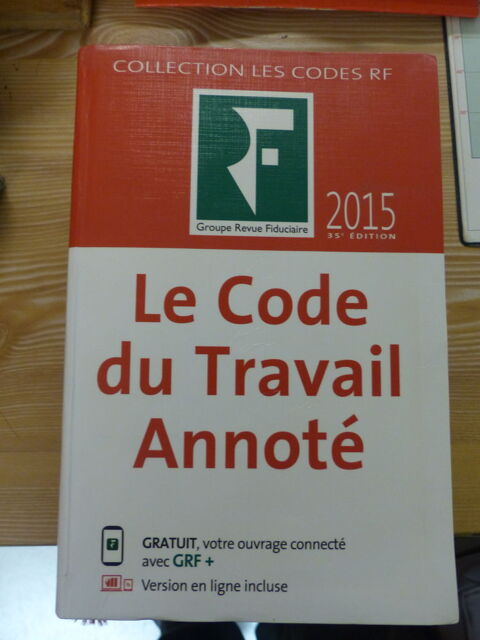 COLLECTION LES CODES RF
RF
Groupe Revue Fiduciaire
2015
35e ÉDITION
Le Code
du Travail
Annoté
GRATUIT, votre ouvrage connecté
avec GRF +
Version en ligne incluse